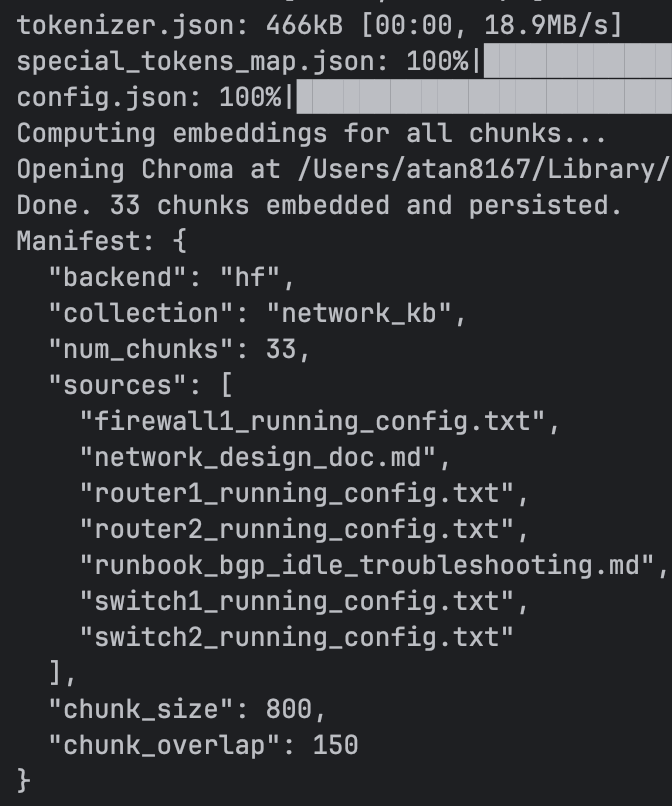 tokenizer.json: 466kB [00:00, 18.9MB/s]
special_tokens_map.json: 100%|
config.json: 100%|
Computing embeddings for all chunks...
Opening Chroma at /Users/atan8167/Library/
Done. 33 chunks embedded and persisted.
Manifest: {
  "backend": "hf",
  "collection": "network_kb",
  "num_chunks": 33,
  "sources": [
    "firewall1_running_config.txt",
    "network_design_doc.md",
    "router1_running_config.txt",
    "router2_running_config.txt",
    "runbook_bgp_idle_troubleshooting.md",
    "switch1_running_config.txt",
    "switch2_running_config.txt"
  ],
  "chunk_size": 800,
  "chunk_overlap": 150
}